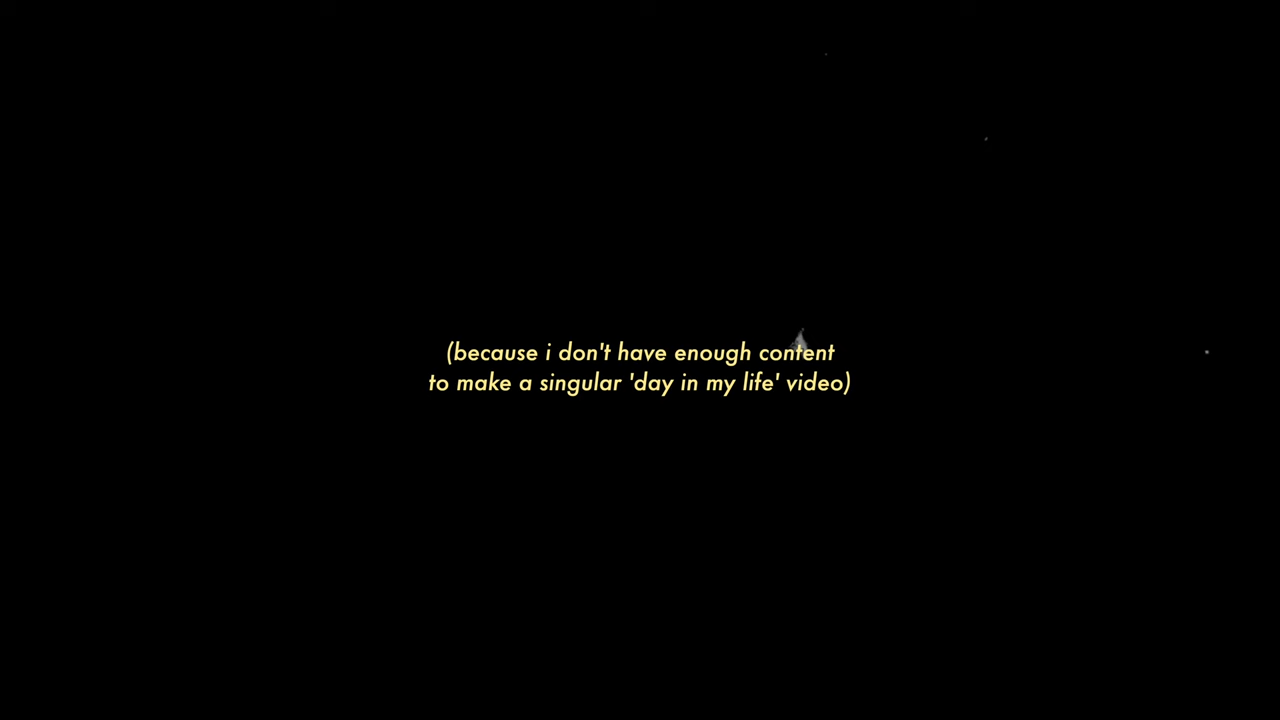 (because i don't have enough content
to make a singular 'day in my life' video)